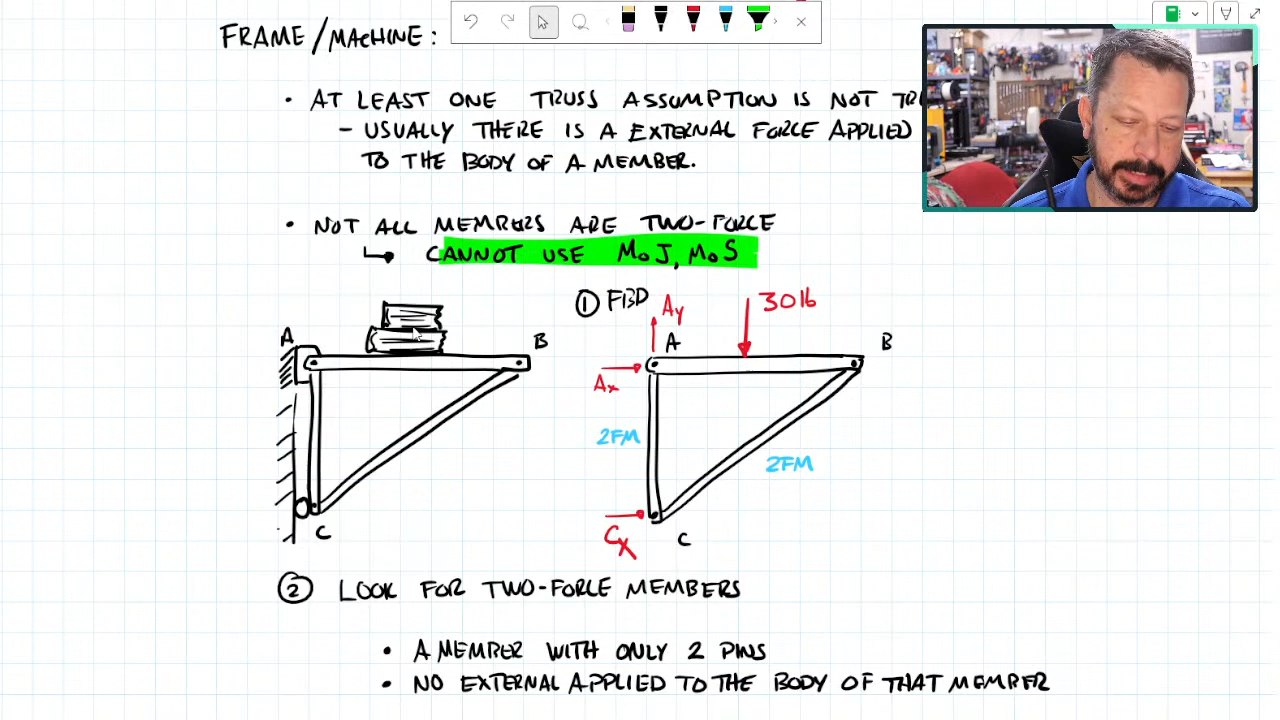 FRAME/MACHINE:
• AT LEAST ONE TRUSS ASSUMPTION IS NOT
– USUALLY THERE IS A EXTERNAL FORCE APPLIED
TO THE BODY OF A MEMBER.
• NOT ALL MEMBERS ARE TWO-FORCE
↳ CANNOT USE MoJ, MoS
① FBD
Ay
30 lb
A
B
A
B
Ax
2FM
2FM
Cx
C
C
② LOOK FOR TWO-FORCE MEMBERS
• A MEMBER WITH ONLY 2 PINS
• NO EXTERNAL APPLIED TO THE BODY OF THAT MEMBER